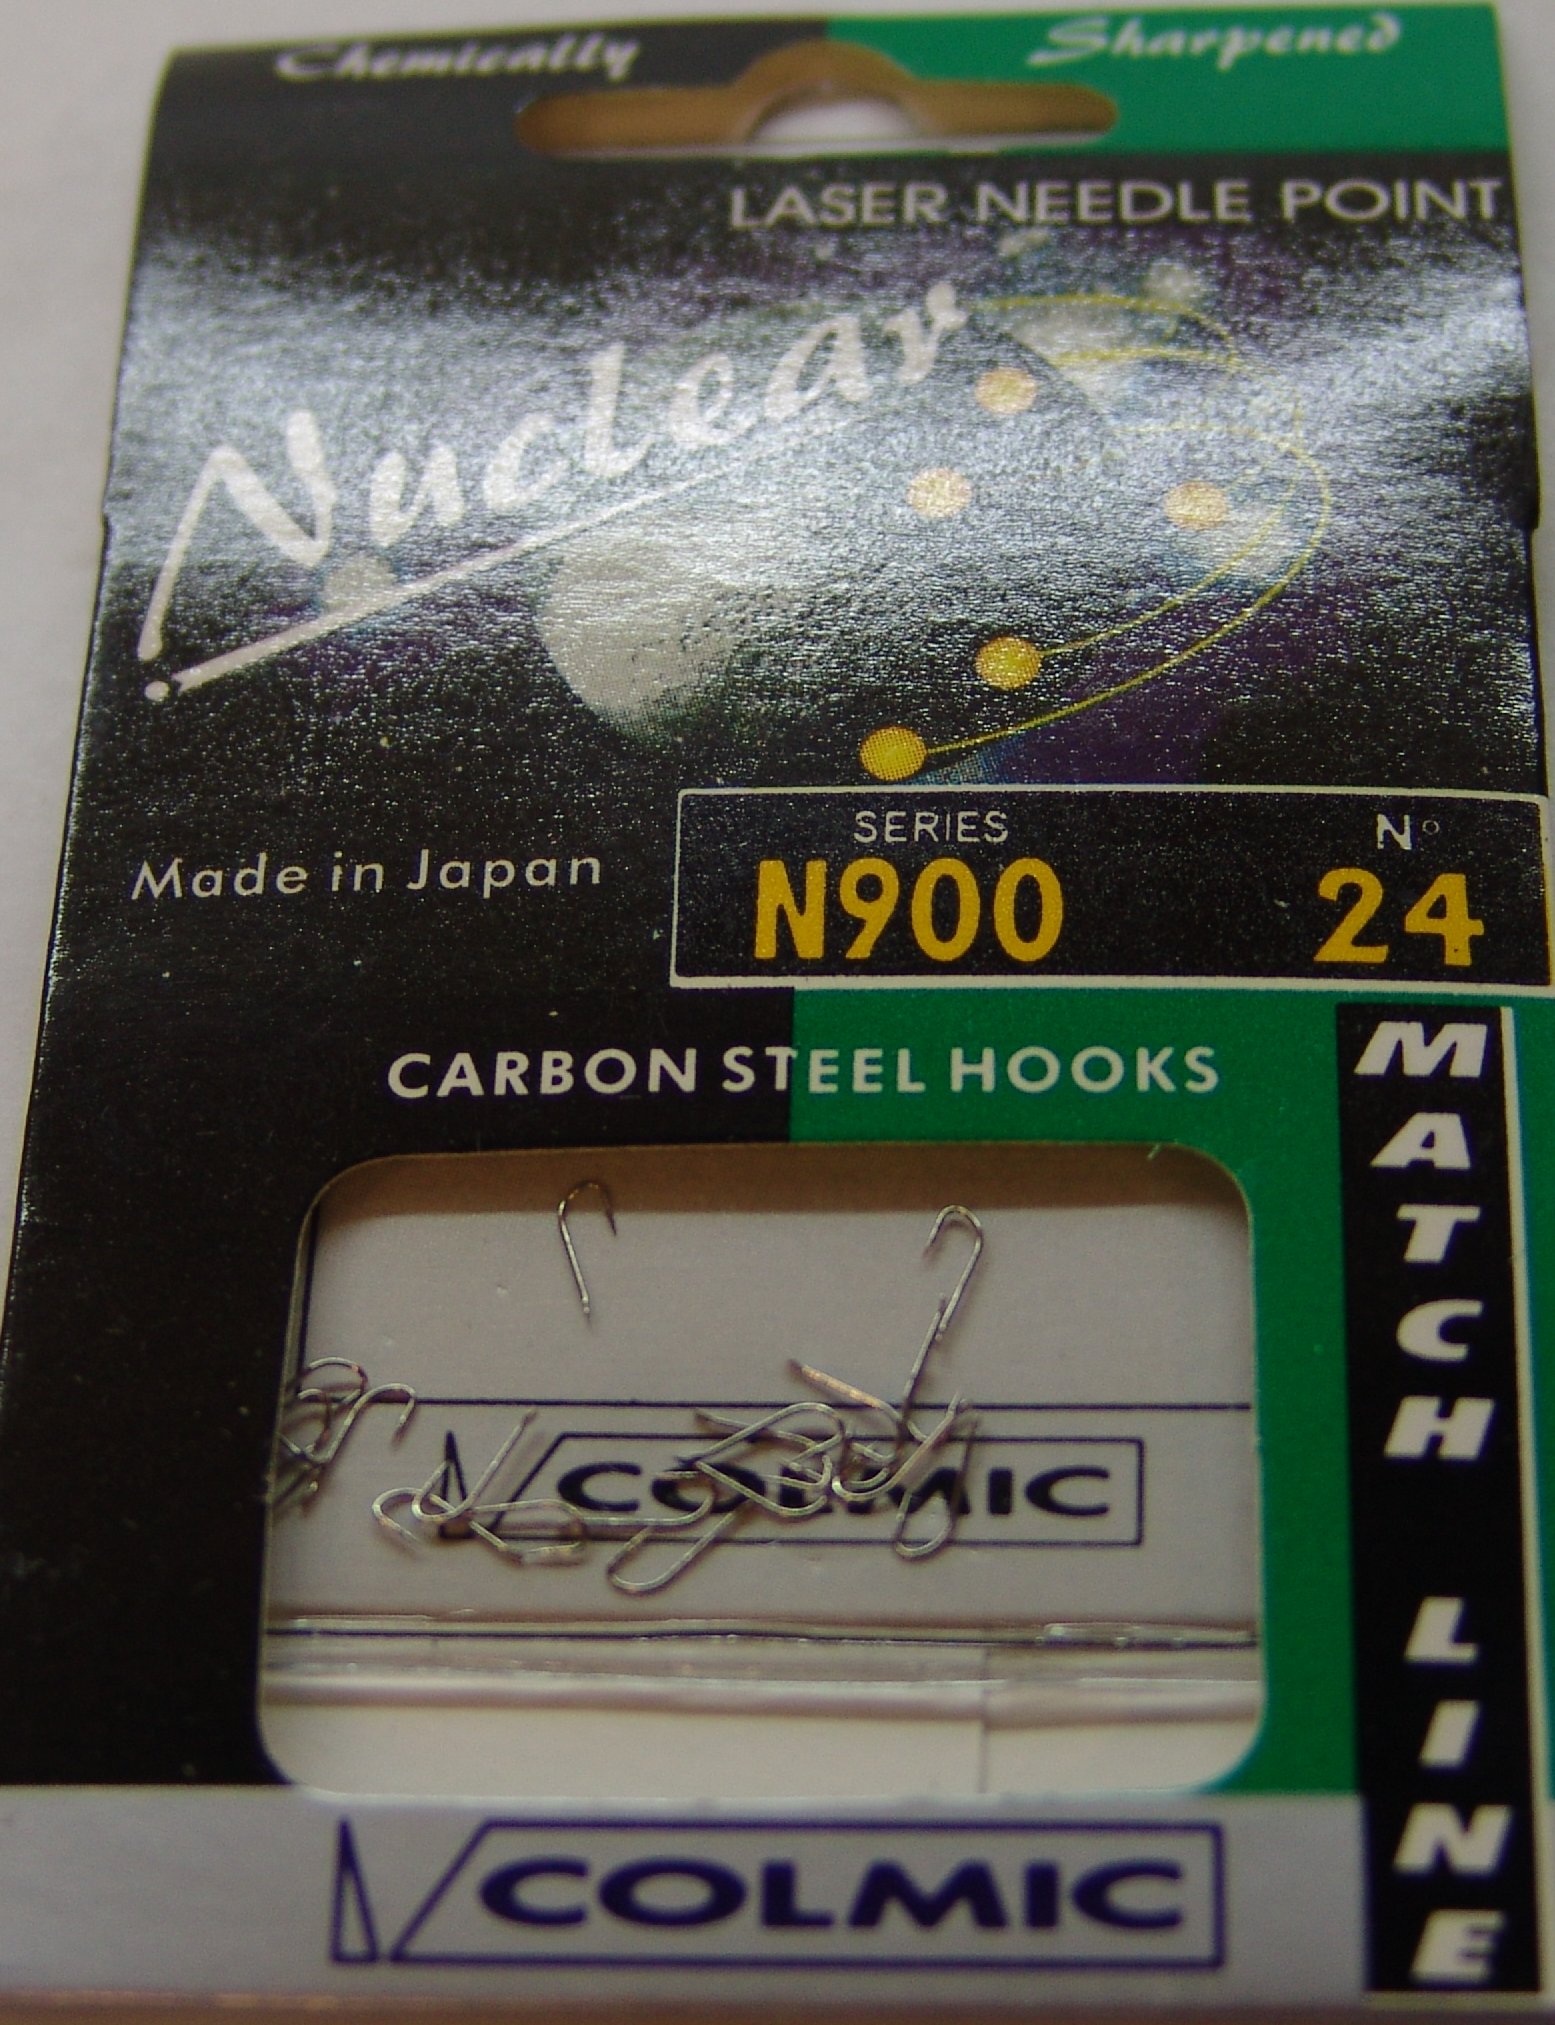 Chemically Sharpened
LASER NEEDLE POINT
Nuclear
SERIES N°
Made in Japan
N900 24
CARBON STEEL HOOKS
MATCH LINE
COLMIC
COLMIC